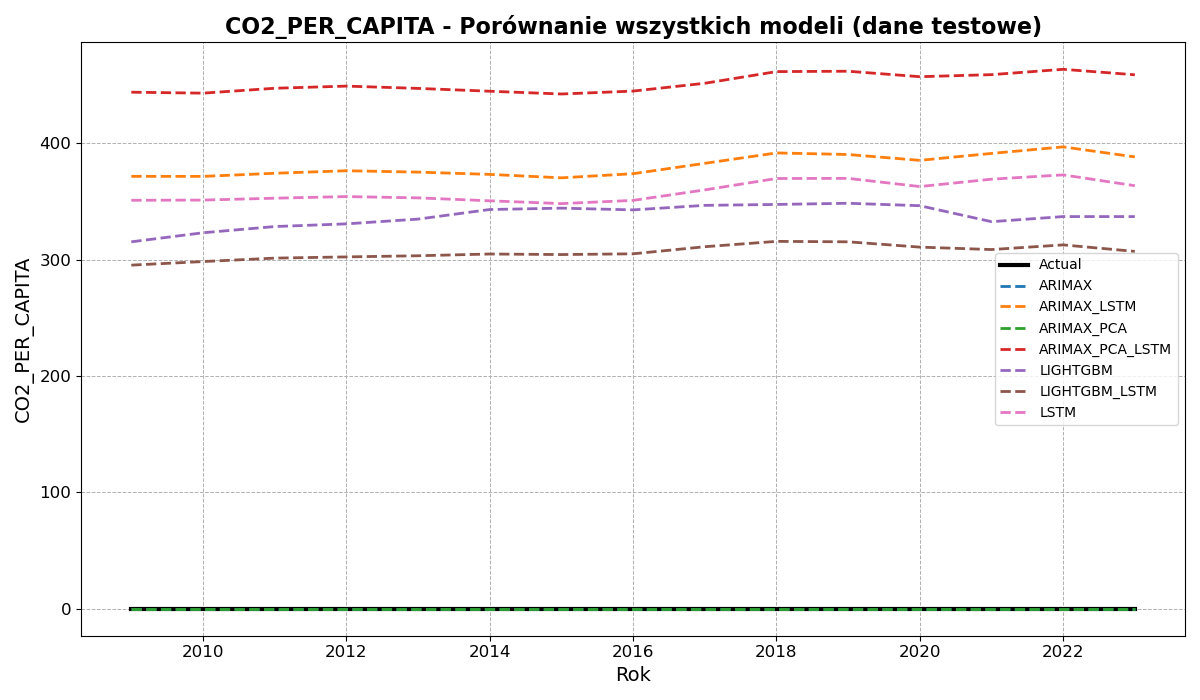 CO2_PER_CAPITA - Porównanie wszystkich modeli (dane testowe)
CO2_PER_CAPITA
400
300
200
100
0
Actual
ARIMAX
ARIMAX_LSTM
ARIMAX_PCA
ARIMAX_PCA_LSTM
LIGHTGBM
LIGHTGBM_LSTM
LSTM
2010 2012 2014 2016 2018 2020 2022
Rok